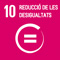 10 REDUCCIÓ DE LES
DESIGUALTATS